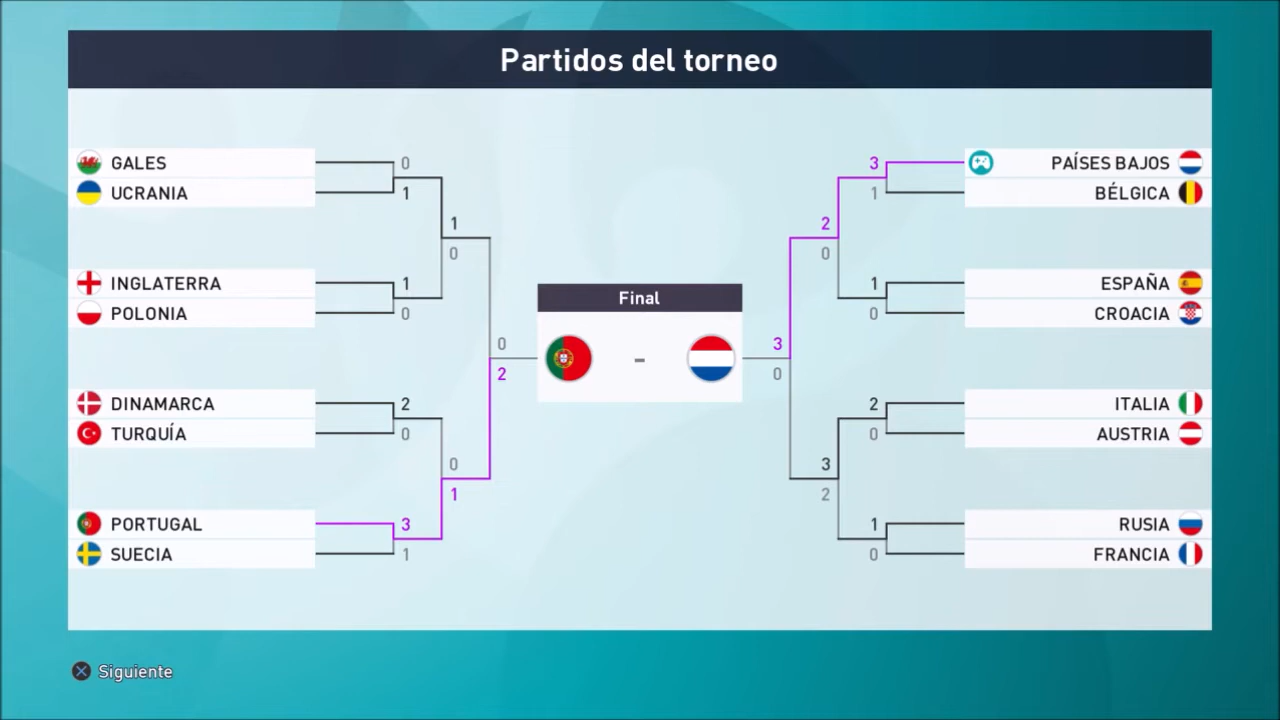 Partidos del torneo
GALES 0
UCRANIA 1
1
0
INGLATERRA 1
POLONIA 0
0
2
DINAMARCA 2
TURQUÍA 0
0
1
PORTUGAL 3
SUECIA 1
Final
-
3 PAÍSES BAJOS
1 BÉLGICA
2
0
1 ESPAÑA
0 CROACIA
3
0
2 ITALIA
0 AUSTRIA
3
2
1 RUSIA
0 FRANCIA
Siguiente